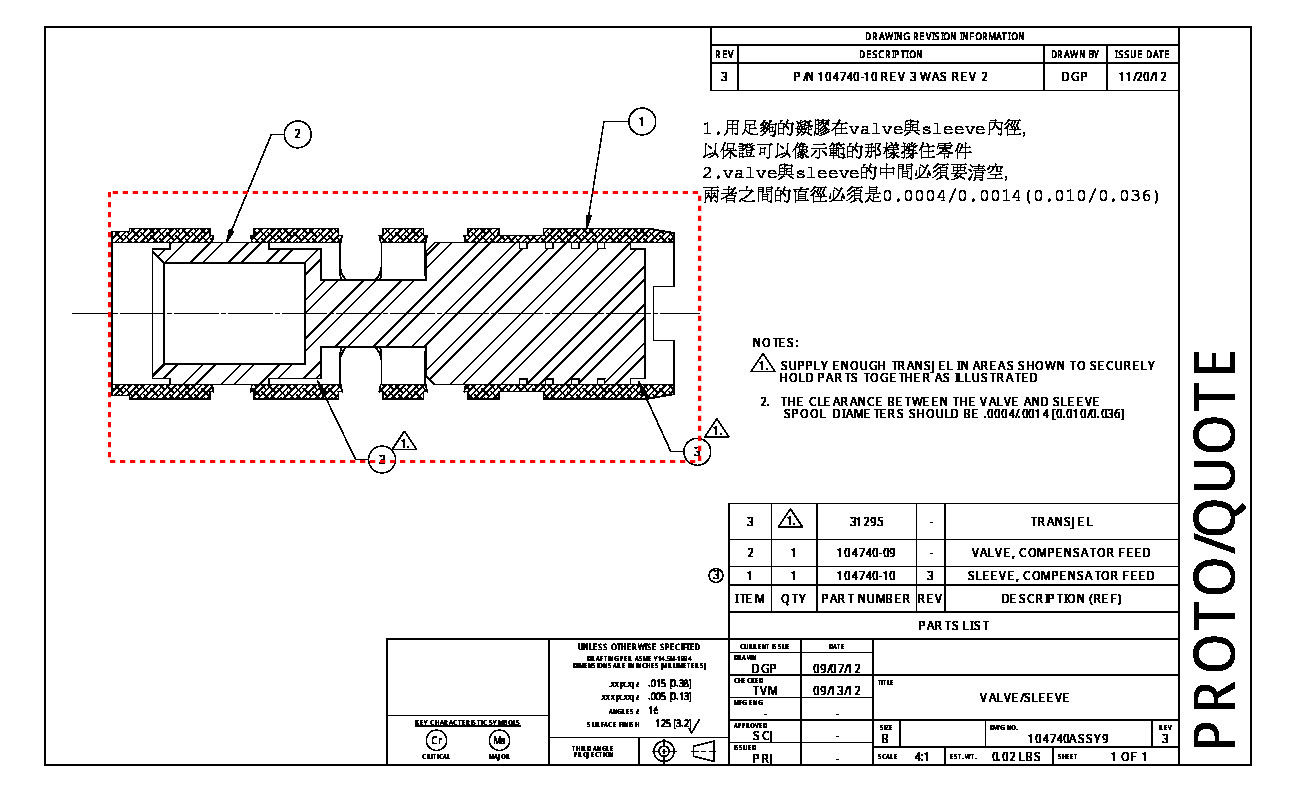 DRAWING REVISION INFORMATION
REV DESCRIPTION DRAWN BY ISSUE DATE
3 P/N 104740-10 REV 3 WAS REV 2 DGP 11/20/12
1.用足夠的凝膠在valve與sleeve內徑,
以保證可以像示範的那樣撐住零件
2.valve與sleeve的中間必須要清空,
兩者之間的直徑必須是0.0004/0.0014(0.010/0.036)
2
1
NOTES:
1. SUPPLY ENOUGH TRANSJEL IN AREAS SHOWN TO SECURELY
HOLD PARTS TOGETHER AS ILLUSTRATED
2. THE CLEARANCE BETWEEN THE VALVE AND SLEEVE
SPOOL DIAMETERS SHOULD BE .0004/.0014 [0.010/0.036]
1.
3
1.
3
PROTO/QUOTE
3 1. 31295 - TRANSJEL
2 1 104740-09 - VALVE, COMPENSATOR FEED
3 1 1 104740-10 3 SLEEVE, COMPENSATOR FEED
ITEM QTY PART NUMBER REV DESCRIPTION (REF)
PARTS LIST
UNLESS OTHERWISE SPECIFIED
DRAFTING PER ASME Y14.5M-1994
DIMENSIONS ARE IN INCHES [MILLIMETERS]
.xx [x.x] ± .015 [0.38]
.xxx [x.xx] ± .005 [0.13]
ANGLES ±
SURFACE FINISH 125 [3.2]
KEY CHARACTERISTIC SYMBOLS
Cr Ma
CRITICAL MAJOR
THIRD ANGLE
PROJECTION
CURRENT ISSUE DATE
DRAWN DGP 09/07/12
CHECKED TVM 09/13/12
MFG ENG - -
APPROVED SCJ -
ISSUED PRJ -
TITLE
VALVE/SLEEVE
SIZE B DWG NO. 104740ASSY9 REV 3
SCALE 4:1 EST. WT. 0.02 LBS SHEET 1 OF 1